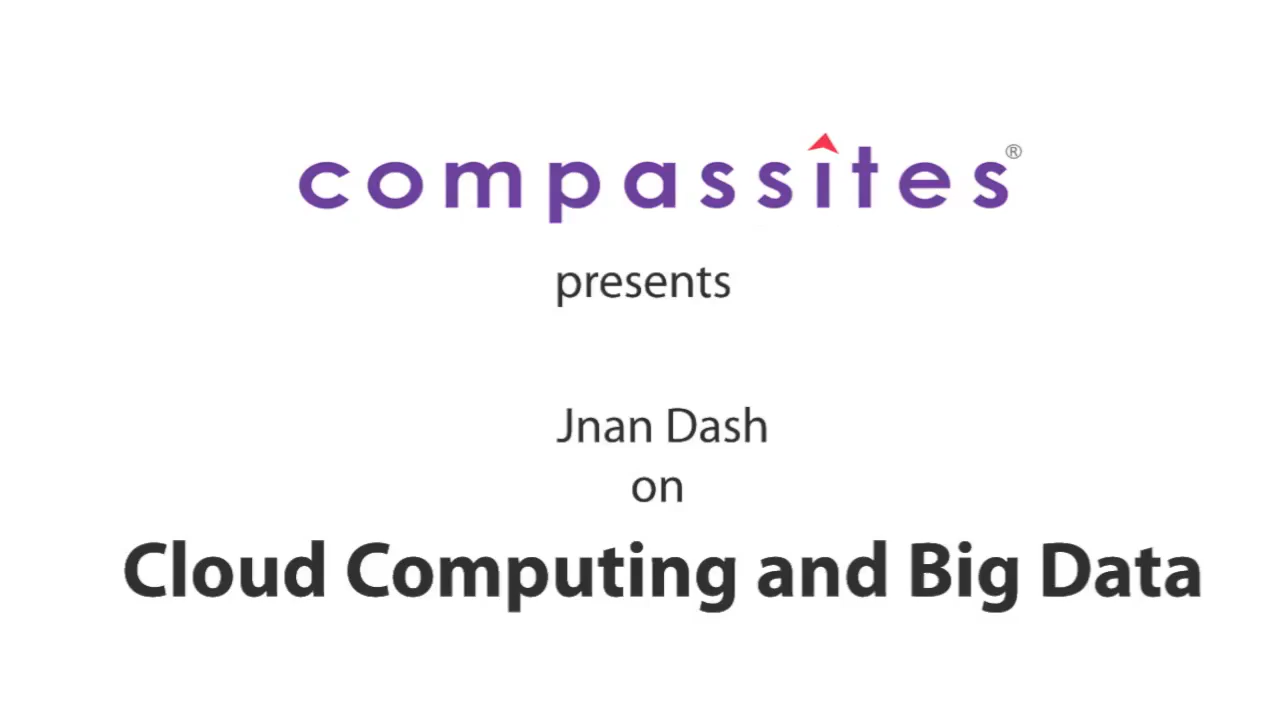 compassites®
presents
Jnan Dash
on
Cloud Computing and Big Data